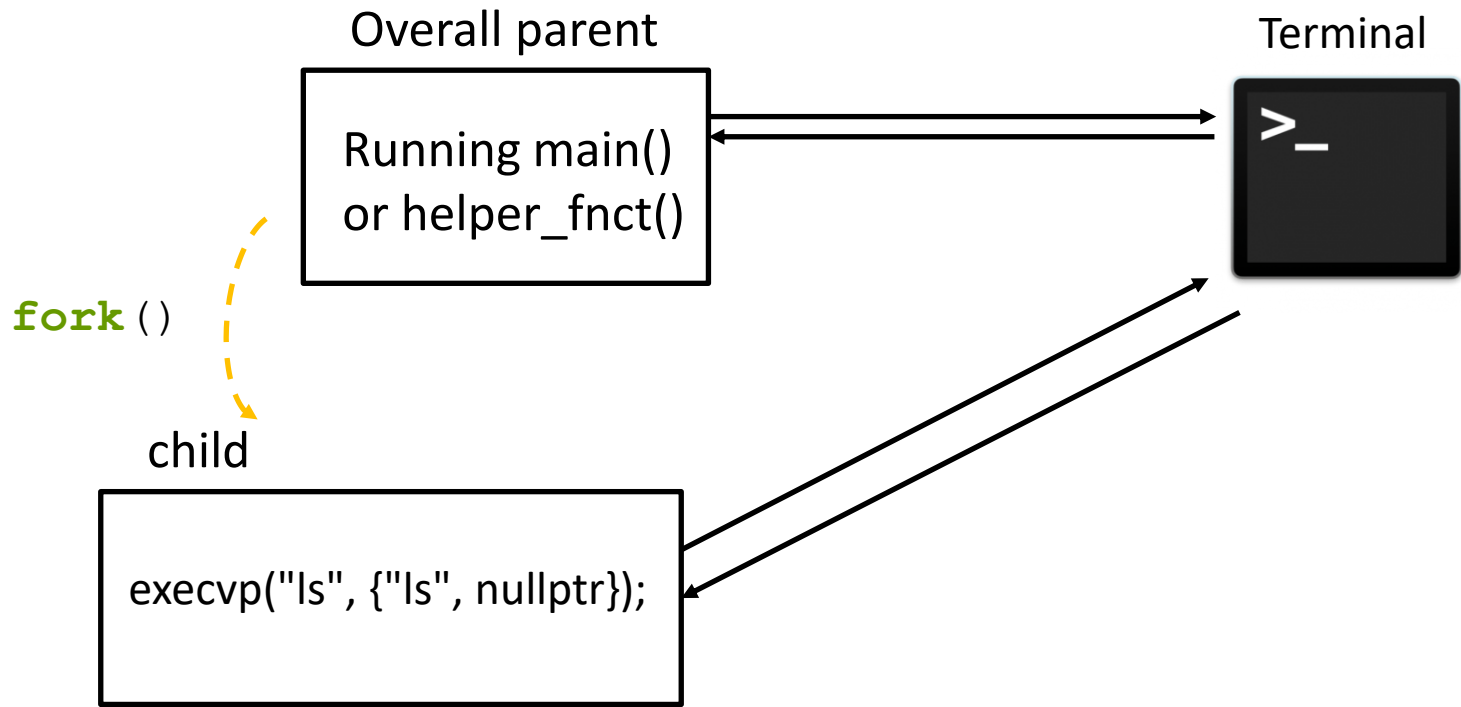 Overall parent
Terminal
Running main()
or helper_fnct()
>_
fork()
child
execvp("ls", {"ls", nullptr});